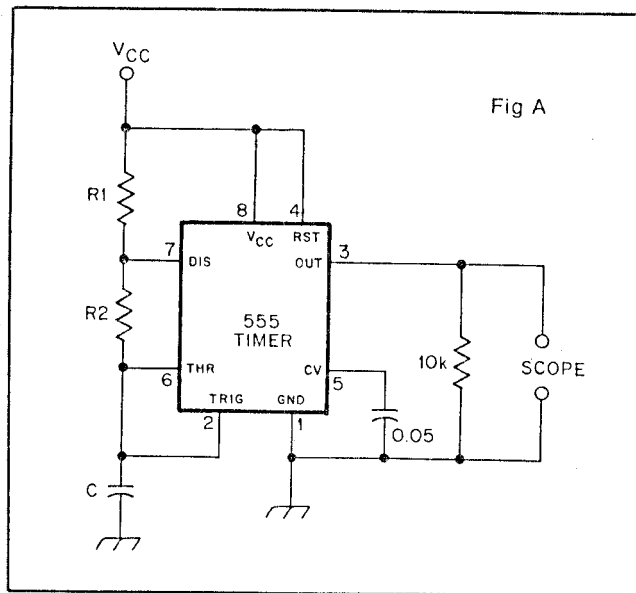 VCC
Fig A
R1
8
4
VCC
RST
7
3
DIS
OUT
R2
555
TIMER
10k
SCOPE
THR
CV
6
5
TRIG
GND
2
1
0.05
C